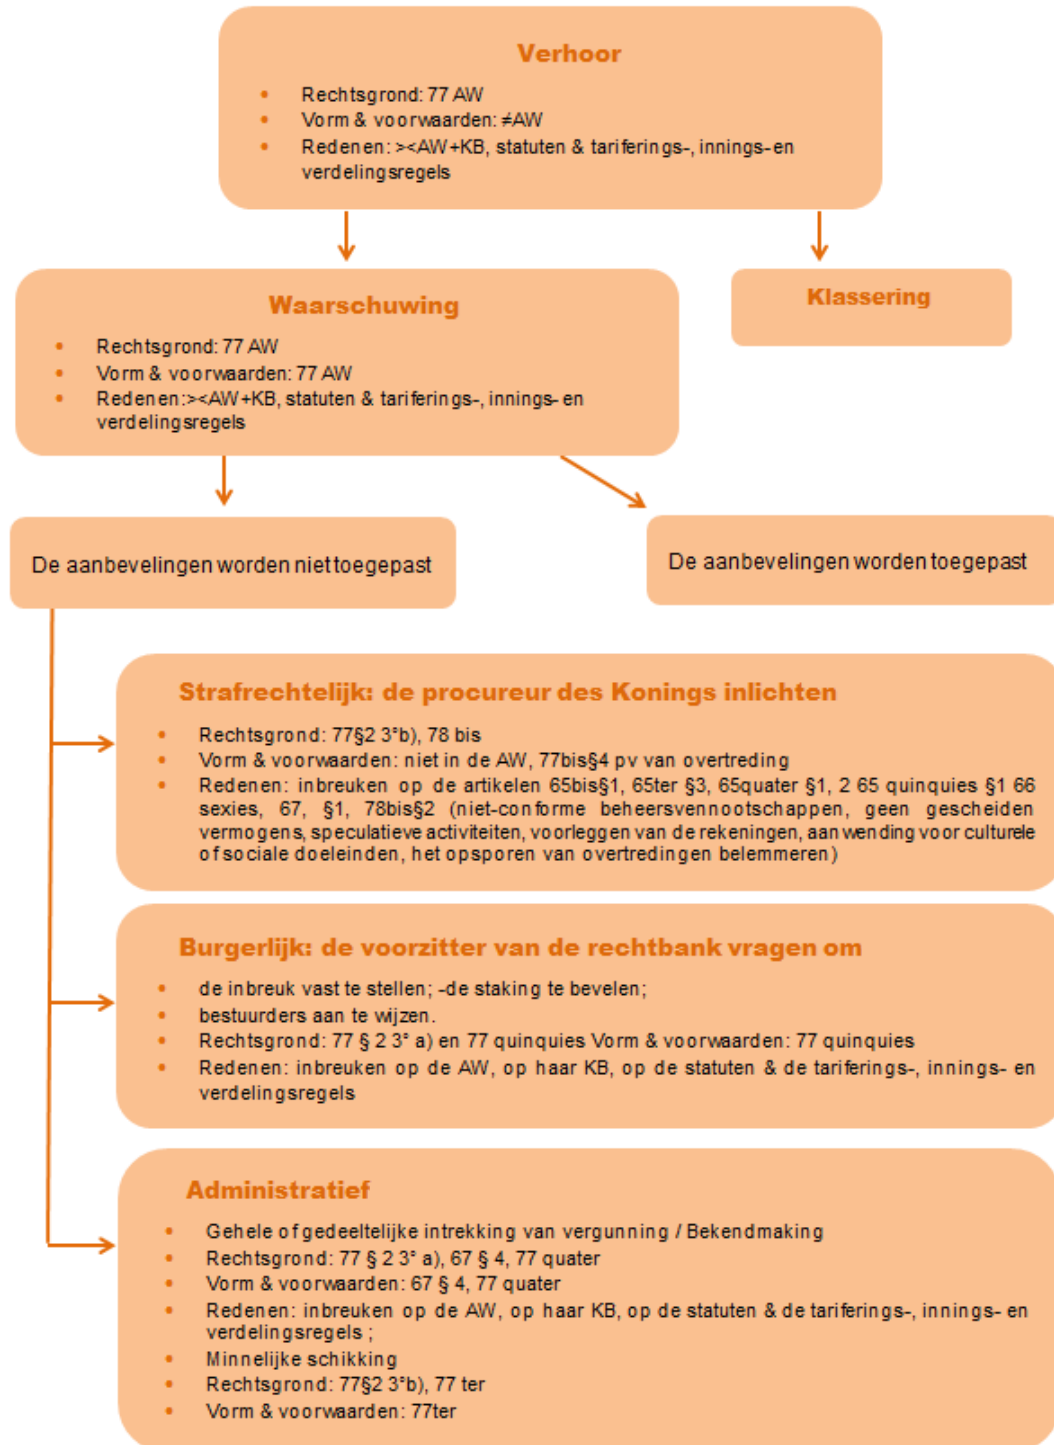 Verhoor
• Rechtsgrond: 77 AW
• Vorm & voorwaarden: ≠AW
• Redenen: ><AW+KB, statuten & tariferings-, innings-en
verdelingsregels
Waarschuwing
• Rechtsgrond: 77 AW
• Vorm & voorwaarden: 77 AW
• Redenen:><AW+KB, statuten & tariferings-, innings- en
verdelingsregels
Klassering
De aanbevelingen worden niet toegepast
De aanbevelingen worden toegepast
Strafrechtelijk: de procureur des Konings inlichten
• Rechtsgrond: 77§2 3°b), 78 bis
• Vorm & voorwaarden: niet in de AW, 77bis§4 pv van overtreding
• Redenen: inbreuken op de artikelen 65bis§1, 65ter §3, 65quater §1, 2 65 quinquies §1 66
sexies, 67, §1, 78bis§2 (niet-conforme beheersvennootschappen, geen gescheiden
vermogens, speculatieve activiteiten, voorleggen van de rekeningen, aanwending voor culturele
of sociale doeleinden, het opsporen van overtredingen belemmeren)
Burgerlijk: de voorzitter van de rechtbank vragen om
• de inbreuk vast te stellen; -de staking te bevelen;
• bestuurders aan te wijzen.
• Rechtsgrond: 77 § 2 3° a) en 77 quinquies Vorm & voorwaarden: 77 quinquies
• Redenen: inbreuken op de AW, op haar KB, op de statuten & de tariferings-, innings- en
verdelingsregels
Administratief
• Gehele of gedeeltelijke intrekking van vergunning / Bekendmaking
• Rechtsgrond: 77 § 2 3° a), 67 § 4, 77 quater
• Vorm & voorwaarden: 67 § 4, 77 quater
• Redenen: inbreuken op de AW, op haar KB, op de statuten & de tariferings-, innings- en
verdelingsregels ;
• Minnelijke schikking
• Rechtsgrond: 77§2 3°b), 77 ter
• Vorm & voorwaarden: 77ter